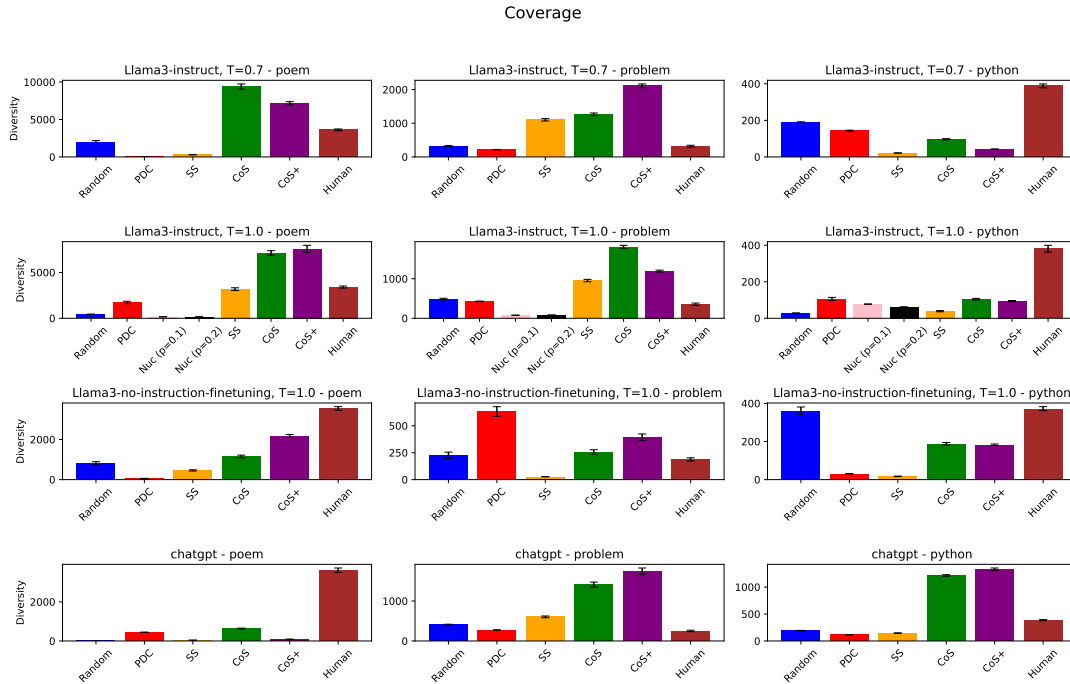 Coverage
Llama3-instruct, T=0.7 - poem
Diversity
10000
5000
0
Random
PDC
SS
CoS
CoS+
Human
Llama3-instruct, T=0.7 - problem
2000
1000
0
Random
PDC
SS
CoS
CoS+
Human
Llama3-instruct, T=0.7 - python
400
200
0
Random
PDC
SS
CoS
CoS+
Human
Llama3-instruct, T=1.0 - poem
Diversity
5000
0
Random
PDC
Nuc (p=0.1)
Nuc (p=0.2)
SS
CoS
CoS+
Human
Llama3-instruct, T=1.0 - problem
1000
0
Random
PDC
Nuc (p=0.1)
Nuc (p=0.2)
SS
CoS
CoS+
Human
Llama3-instruct, T=1.0 - python
400
200
0
Random
PDC
Nuc (p=0.1)
Nuc (p=0.2)
SS
CoS
CoS+
Human
Llama3-no-instruction-finetuning, T=1.0 - poem
Diversity
2000
0
Random
PDC
SS
CoS
CoS+
Human
Llama3-no-instruction-finetuning, T=1.0 - problem
500
250
0
Random
PDC
SS
CoS
CoS+
Human
Llama3-no-instruction-finetuning, T=1.0 - python
400
200
0
Random
PDC
SS
CoS
CoS+
Human
chatgpt - poem
Diversity
2000
0
Random
PDC
SS
CoS
CoS+
Human
chatgpt - problem
1000
0
Random
PDC
SS
CoS
CoS+
Human
chatgpt - python
1000
500
0
Random
PDC
SS
CoS
CoS+
Human